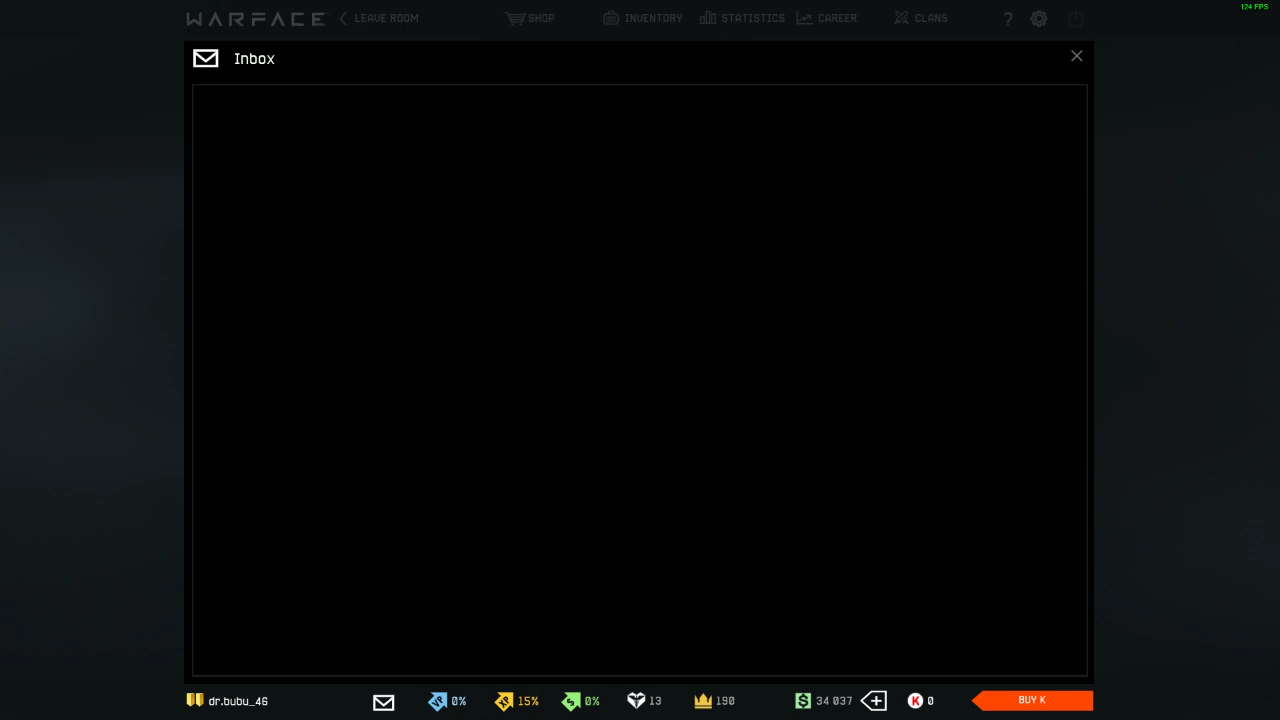 124 FPS
WARFACE LEAVE ROOM SHOP INVENTORY STATISTICS CAREER CLANS ?
Inbox
dr.bubu_46 0% 15% 0% 13 190 $ 34 037 K 0 BUY K